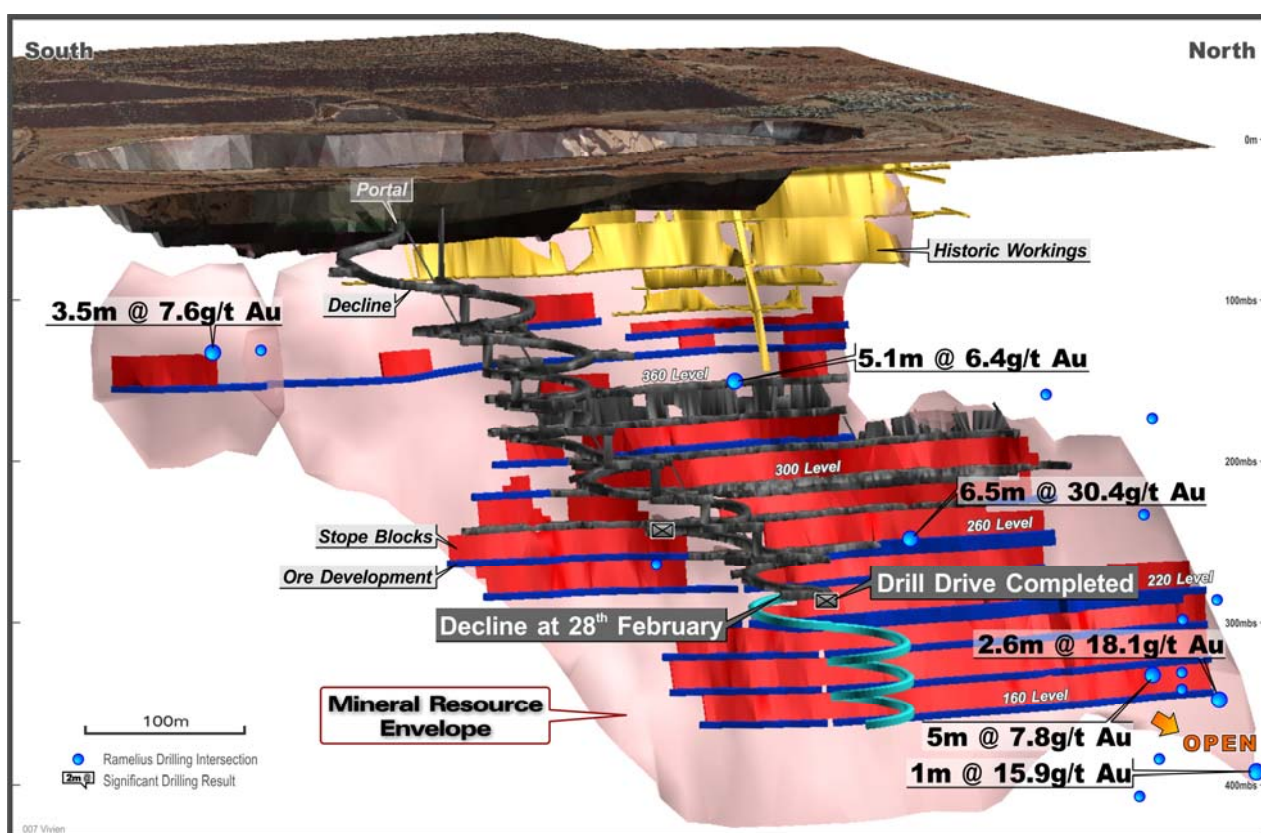 South
North
0m
Portal
Historic Workings
Decline
100mbs
3.5m @ 7.6g/t Au
5.1m @ 6.4g/t Au
360 Level
200mbs
300 Level
6.5m @ 30.4g/t Au
260 Level
Stope Blocks
Ore Development
Drill Drive Completed
220 Level
Decline at 28th February
300mbs
2.6m @ 18.1g/t Au
160 Level
Mineral Resource
Envelope
100m
5m @ 7.8g/t Au
OPEN
Ramelius Drilling Intersection
1m @ 15.9g/t Au
2m @
Significant Drilling Result
400mbs
007 Vivien